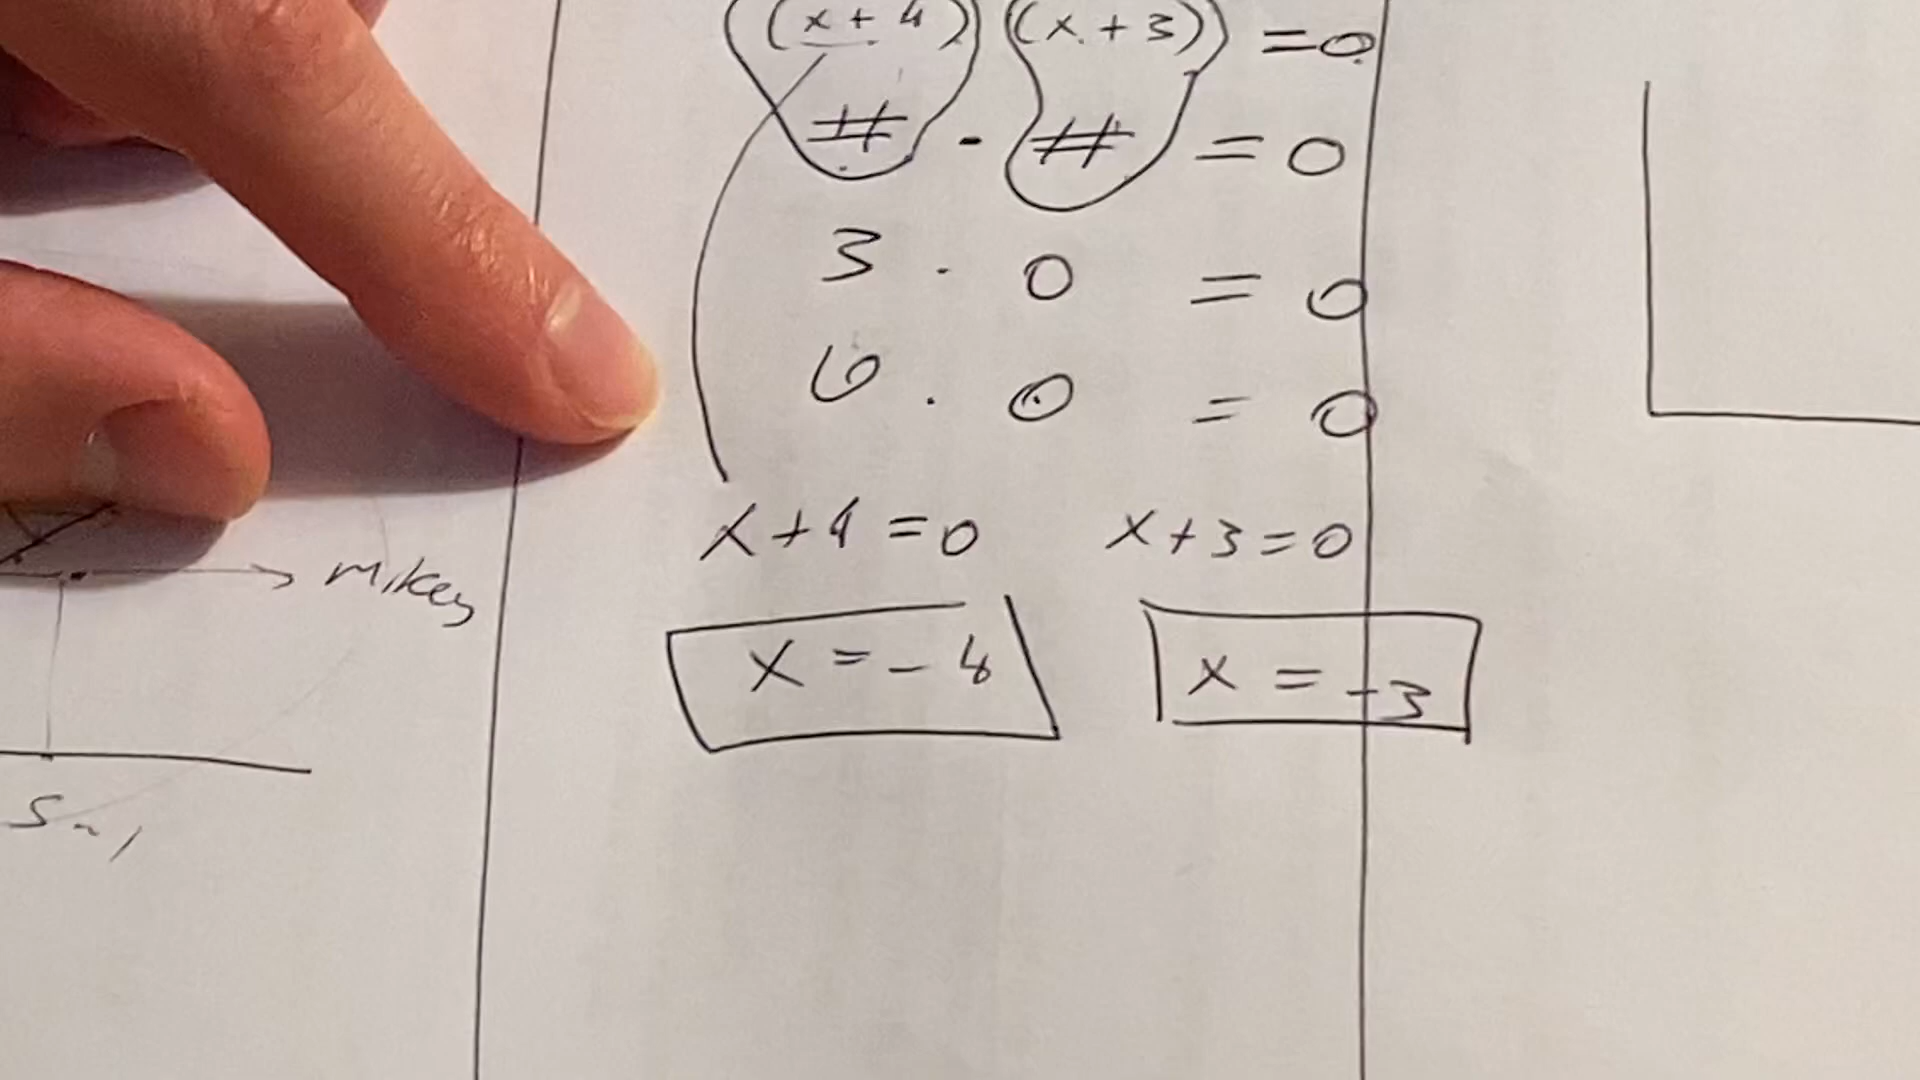 (x + 4) (x + 3) = 0
# · # = 0
3 · 0 = 0
6 · 0 = 0
x + 4 = 0 x + 3 = 0
x = - 4 x = - 3
X
mikey